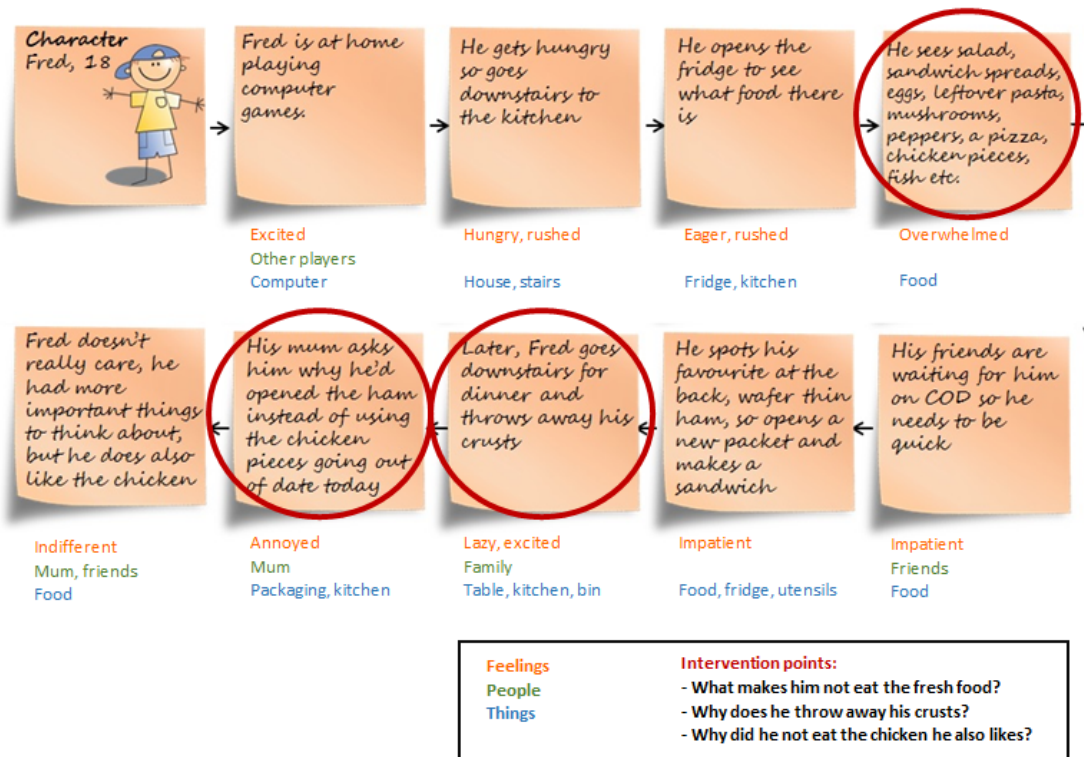 Character
Fred, 18
Fred is at home
playing
computer
games.
Excited
Other players
Computer
He gets hungry
so goes
downstairs to
the kitchen
Hungry, rushed
House, stairs
He opens the
fridge to see
what food there
is
Eager, rushed
Fridge, kitchen
He sees salad,
sandwich spreads,
eggs, leftover pasta,
mushrooms,
peppers, a pizza,
chicken pieces,
fish etc.
Overwhelmed
Food
His friends are
waiting for him
on COD so he
needs to be
quick
Impatient
Friends
Food
He spots his
favourite at the
back, wafer thin
ham, so opens a
new packet and
makes a
sandwich
Impatient
Food, fridge, utensils
Later, Fred goes
downstairs for
dinner and
throws away his
crusts
Lazy, excited
Family
Table, kitchen, bin
His mum asks
him why he'd
opened the ham
instead of using
the chicken
pieces going out
of date today
Annoyed
Mum
Packaging, kitchen
Fred doesn't
really care, he
had more
important things
to think about,
but he does also
like the chicken
Indifferent
Mum, friends
Food
Feelings
People
Things
Intervention points:
- What makes him not eat the fresh food?
- Why does he throw away his crusts?
- Why did he not eat the chicken he also likes?